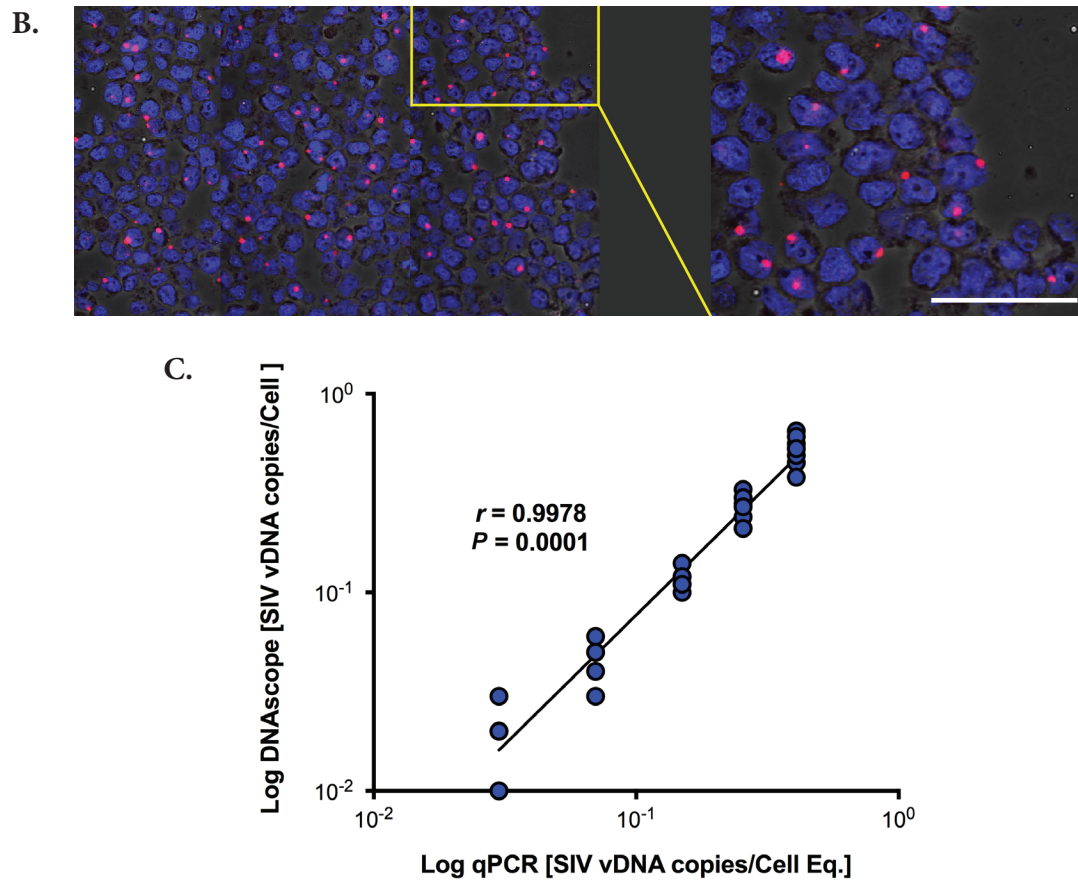 B.
C.
Log DNAscope [SIV vDNA copies/Cell ]
10⁰
10⁻¹
10⁻²
r = 0.9978
P = 0.0001
10⁻²
10⁻¹
10⁰
Log qPCR [SIV vDNA copies/Cell Eq.]